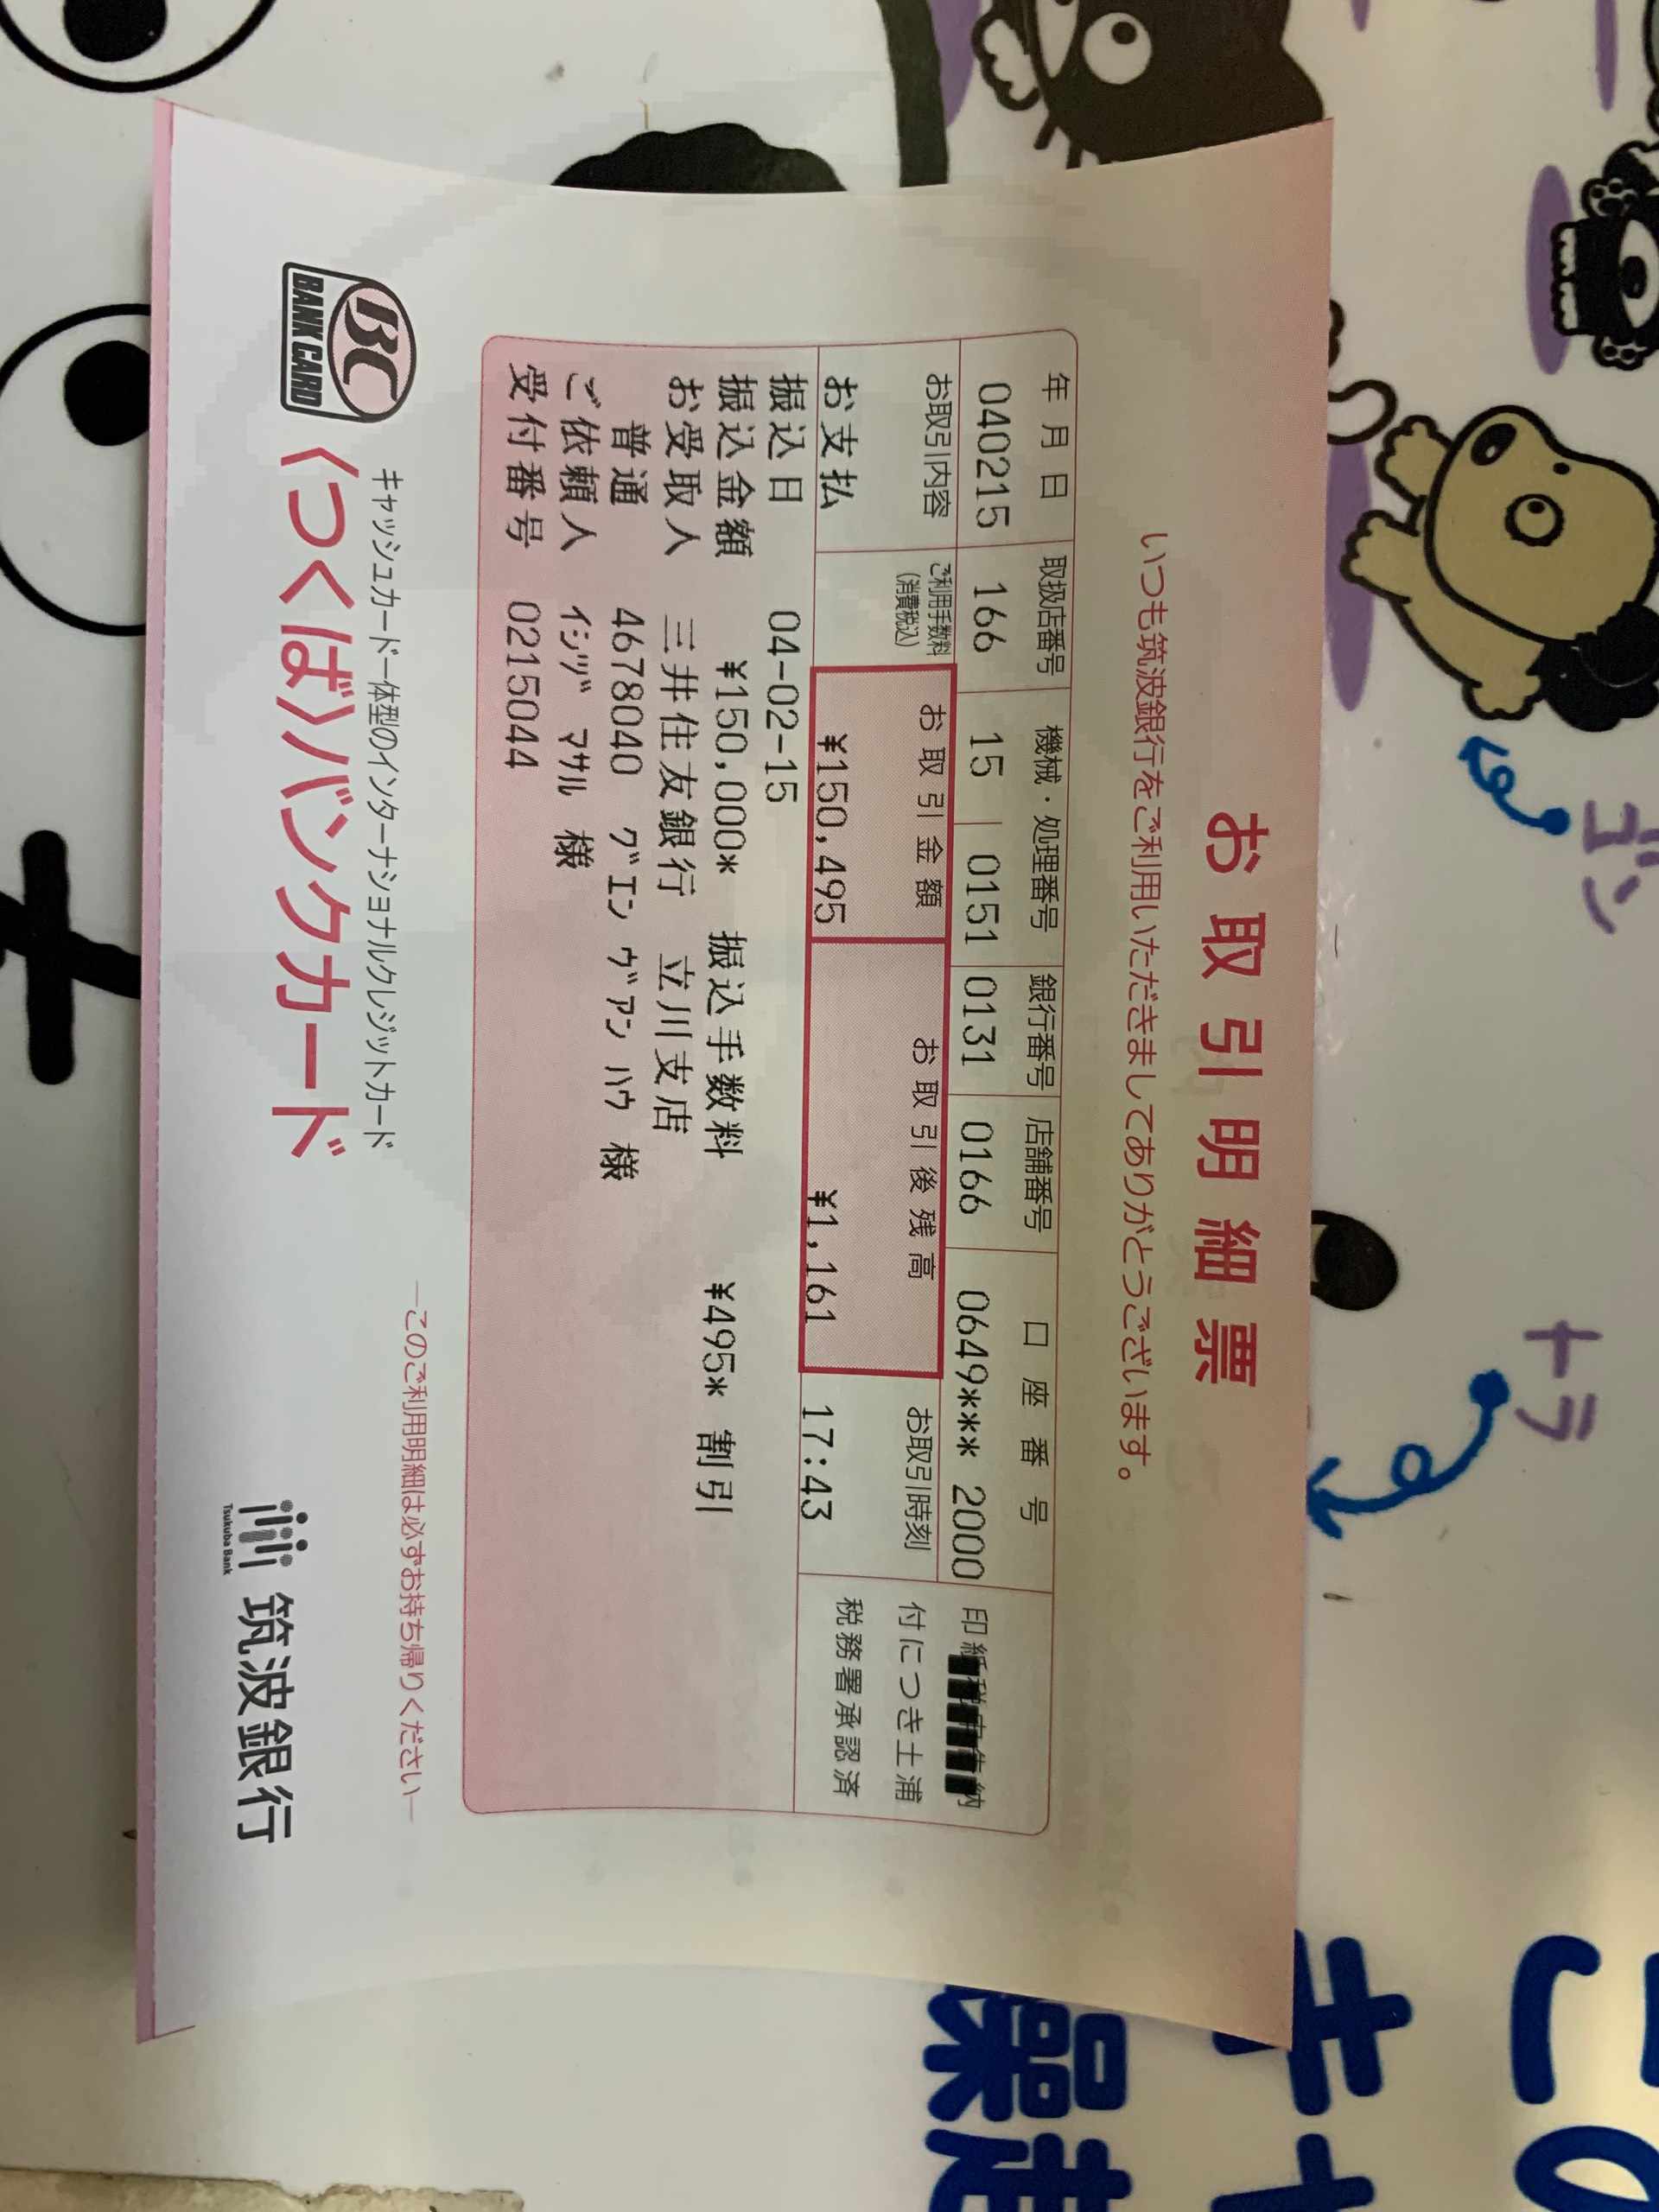 お取引明細票
いつも筑波銀行をご利用いただきましてありがとうございます。
年月日 取扱店番号 機械・処理番号 銀行番号 店舗番号 口座番号
040215 166 15 0151 0131 0166 0649*** 2000
印紙税申告納
付につき土浦
税務署承認済
お取引内容 ご利用手数料(消費税込) お取引金額 お取引後残高 お取引時刻
お支払 ¥150,495 ¥1,161 17:43
振込日 04-02-15
振込金額 ¥150,000* 振込手数料 ¥495* 割引
お受取人 三井住友銀行 立川支店
普通 4678040 グエン ヴアン ハウ 様
ご依頼人 イシヅ マサル 様
受付番号 0215044
―このご利用明細は必ずお持ち帰りください―
BC
BANK CARD
キャッシュカード一体型のインターナショナルクレジットカード
〈つくば〉バンクカード
Tsukuba Bank
筑波銀行
ゴン
トラ